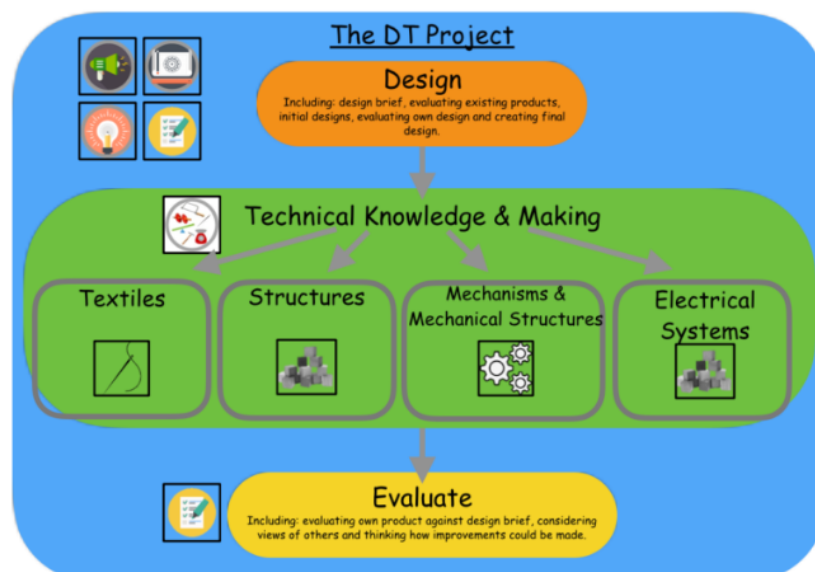 The DT Project
Design
Including: design brief, evaluating existing products,
initial designs, evaluating own design and creating final
design.
Technical Knowledge & Making
Textiles
Structures
Mechanisms &
Mechanical Structures
Electrical
Systems
Evaluate
Including: evaluating own product against design brief, considering
views of others and thinking how improvements could be made.